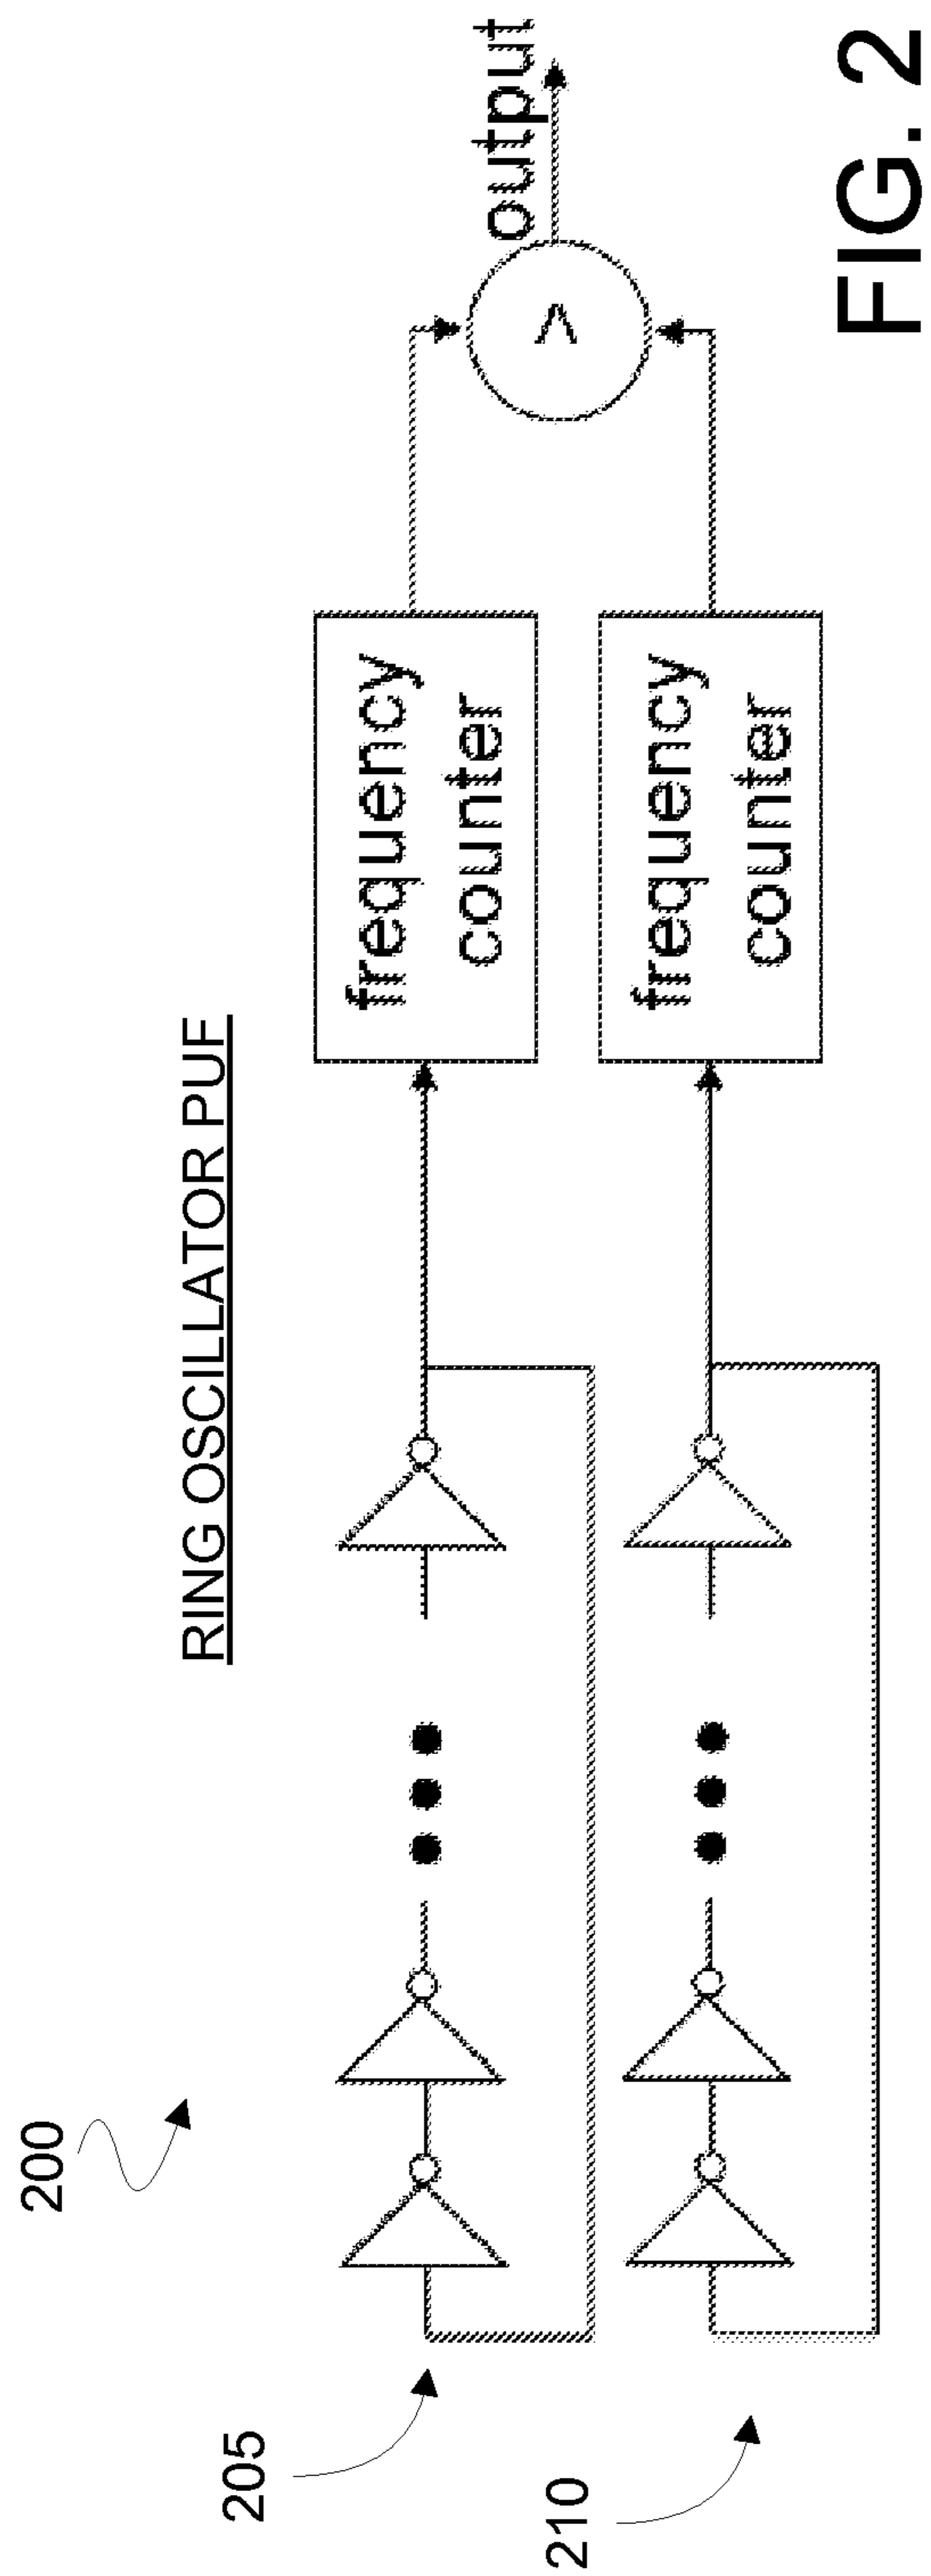 200
RING OSCILLATOR PUF
205
frequency
counter
output
>
210
frequency
counter
FIG. 2